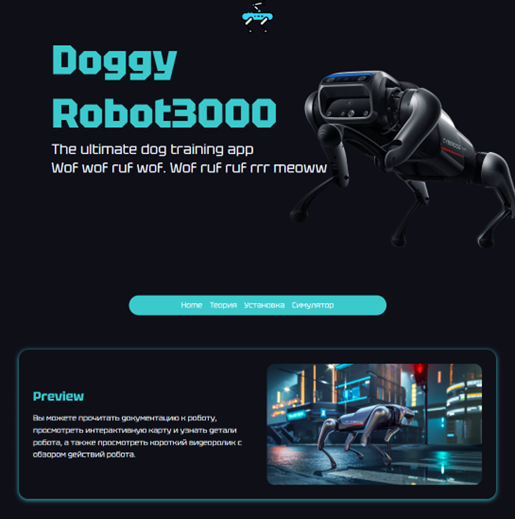 Doggy
Robot3000
The ultimate dog training app
Wof wof ruf wof. Wof ruf ruf rrr meoww
CYBERDOG
Home Теория Установка Симулятор
Preview
Вы можете прочитать документацию к роботу,
просмотреть интерактивную карту и узнать детали
робота, а также просмотреть короткий видеоролик с
обзором действий робота.